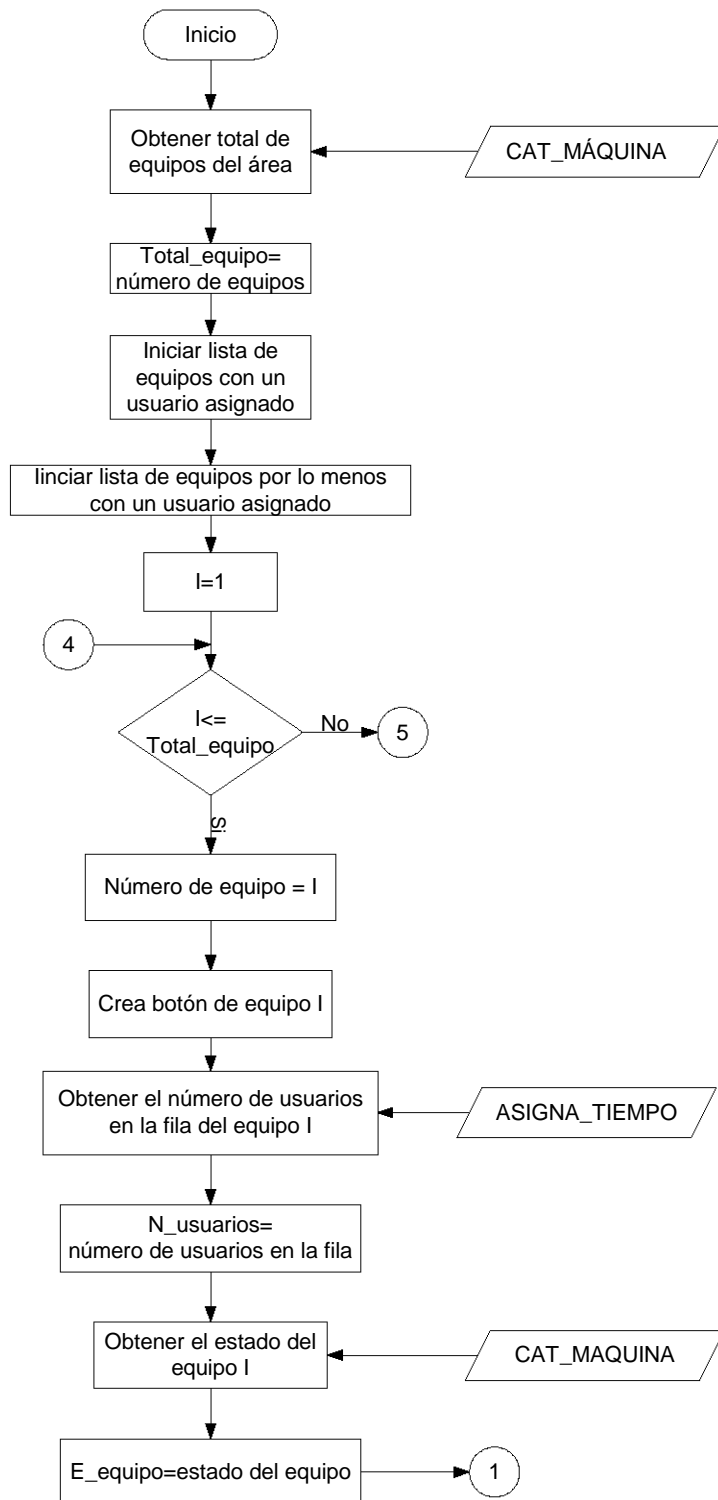 Inicio
Obtener total de
equipos del área
CAT_MÁQUINA
Total_equipo=
número de equipos
Iniciar lista de
equipos con un
usuario asignado
Iinciar lista de equipos por lo menos
con un usuario asignado
I=1
4
I<=
Total_equipo
No
5
Si
Número de equipo = I
Crea botón de equipo I
Obtener el número de usuarios
en la fila del equipo I
ASIGNA_TIEMPO
N_usuarios=
número de usuarios en la fila
Obtener el estado del
equipo I
CAT_MAQUINA
E_equipo=estado del equipo
1